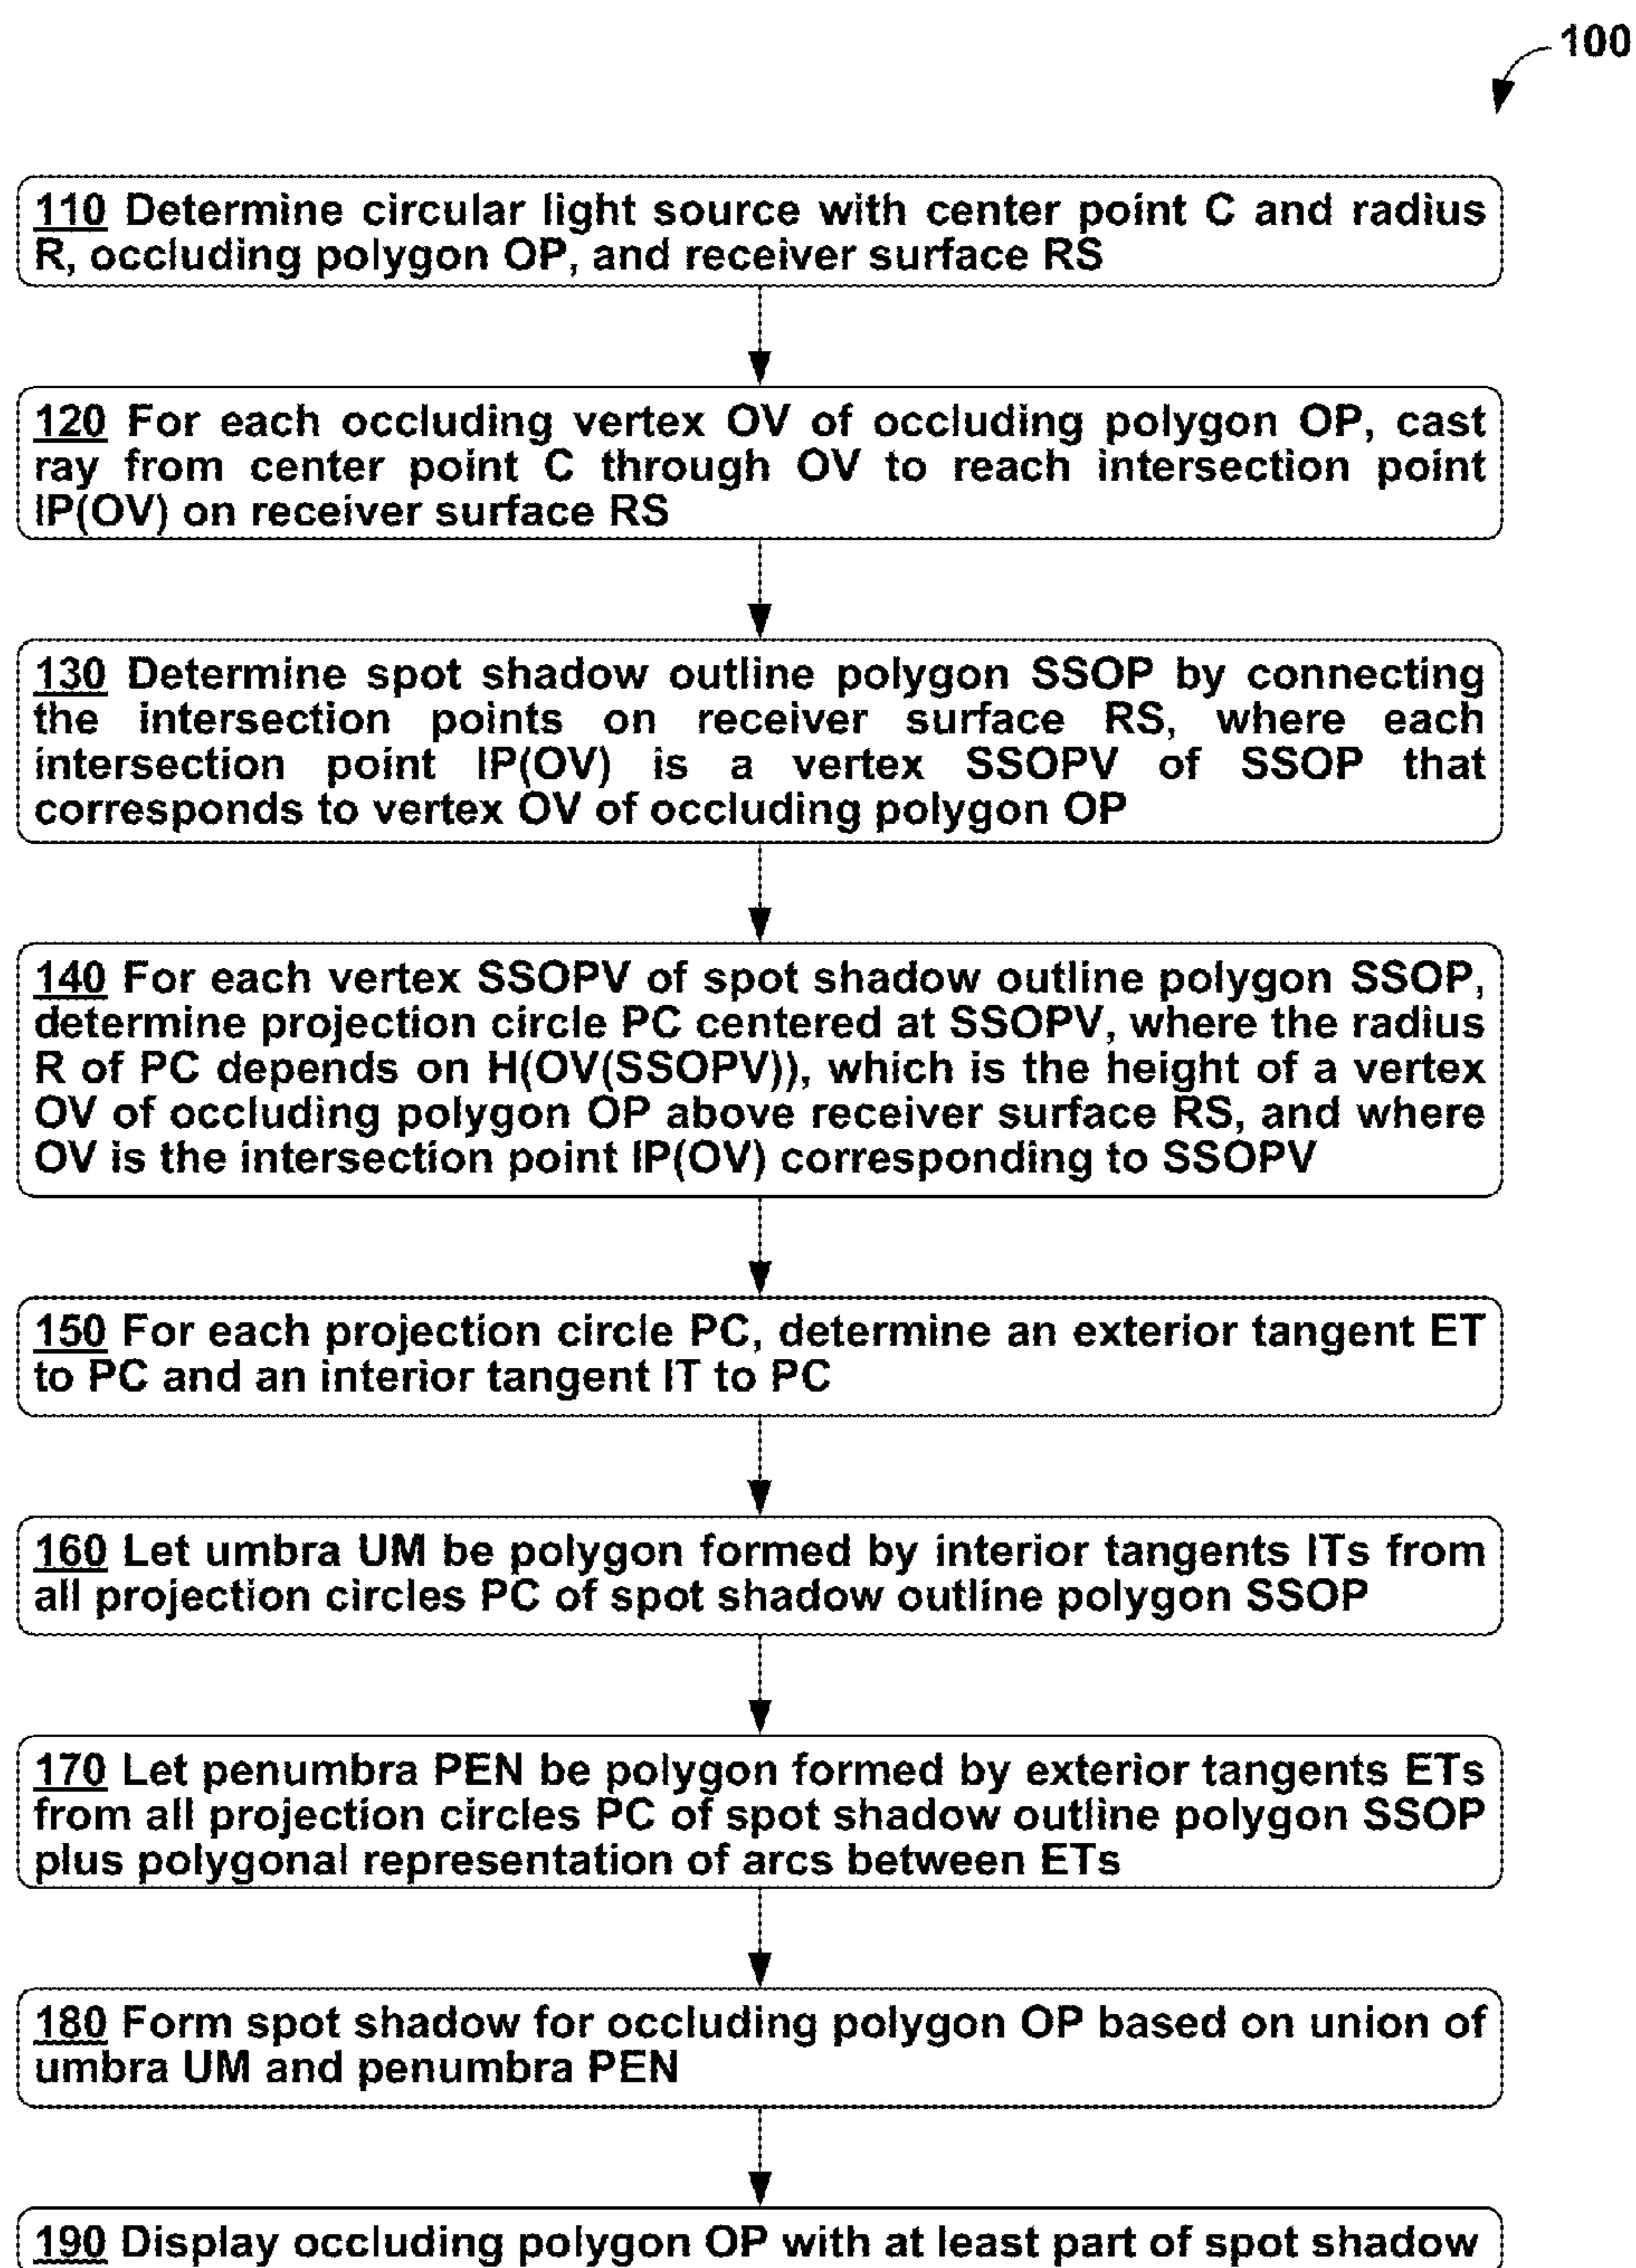 100
110 Determine circular light source with center point C and radius
R, occluding polygon OP, and receiver surface RS
120 For each occluding vertex OV of occluding polygon OP, cast
ray from center point C through OV to reach intersection point
IP(OV) on receiver surface RS
130 Determine spot shadow outline polygon SSOP by connecting
the intersection points on receiver surface RS, where each
intersection point IP(OV) is a vertex SSOPV of SSOP that
corresponds to vertex OV of occluding polygon OP
140 For each vertex SSOPV of spot shadow outline polygon SSOP,
determine projection circle PC centered at SSOPV, where the radius
R of PC depends on H(OV(SSOPV)), which is the height of a vertex
OV of occluding polygon OP above receiver surface RS, and where
OV is the intersection point IP(OV) corresponding to SSOPV
150 For each projection circle PC, determine an exterior tangent ET
to PC and an interior tangent IT to PC
160 Let umbra UM be polygon formed by interior tangents ITs from
all projection circles PC of spot shadow outline polygon SSOP
170 Let penumbra PEN be polygon formed by exterior tangents ETs
from all projection circles PC of spot shadow outline polygon SSOP
plus polygonal representation of arcs between ETs
180 Form spot shadow for occluding polygon OP based on union of
umbra UM and penumbra PEN
190 Display occluding polygon OP with at least part of spot shadow